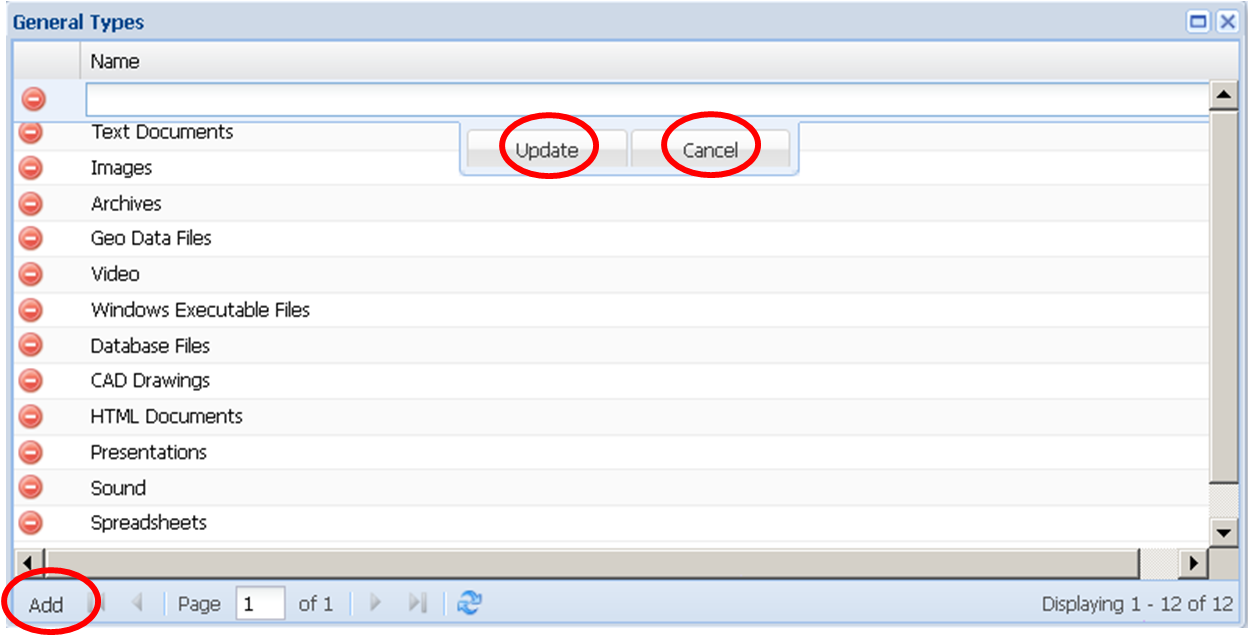 General Types
Name
Text Documents
Update Cancel
Images
Archives
Geo Data Files
Video
Windows Executable Files
Database Files
CAD Drawings
HTML Documents
Presentations
Sound
Spreadsheets
Add Page 1 of 1 Displaying 1 - 12 of 12